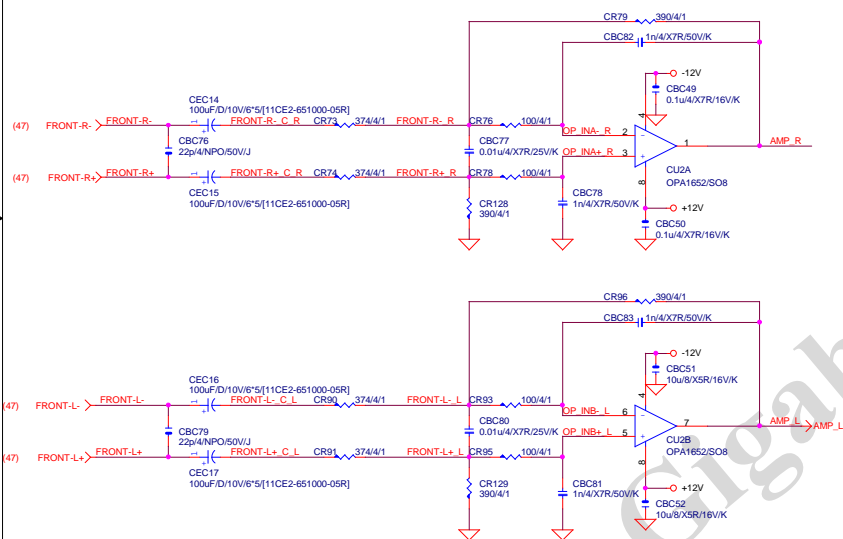 CR79 390/4/1
CBC82 1n/4/X7R/50V/K
-12V
CBC49
0.1u/4/X7R/16V/K
CEC14
100uF/D/10V/6*5/[11CE2-651000-05R]
(47) FRONT-R- FRONT-R- 1 FRONT-R-_C_R CR73 374/4/1 FRONT-R-_R CR76 100/4/1
CBC76
22p/4/NPO/50V/J
CBC77
0.01u/4/X7R/25V/K
OP_INA-_R 2 4
OP_INA+_R 3 1 AMP_R
CU2A
OPA1652/SO8
8
(47) FRONT-R+ FRONT-R+ 1 FRONT-R+_C_R CR74 374/4/1 FRONT-R+_R CR78 100/4/1
CEC15
100uF/D/10V/6*5/[11CE2-651000-05R]
CR128
390/4/1
CBC78
1n/4/X7R/50V/K
+12V
CBC50
0.1u/4/X7R/16V/K
CR96 390/4/1
CBC83 1n/4/X7R/50V/K
-12V
CBC51
10u/8/X5R/16V/K
CEC16
100uF/D/10V/6*5/[11CE2-651000-05R]
(47) FRONT-L- FRONT-L- 1 FRONT-L-_C_L CR90 374/4/1 FRONT-L-_L CR93 100/4/1
CBC79
22p/4/NPO/50V/J
CBC80
0.01u/4/X7R/25V/K
OP_INB-_L 6 4
OP_INB+_L 5 7 AMP_L AMP_L
CU2B
OPA1652/SO8
8
(47) FRONT-L+ FRONT-L+ 1 FRONT-L+_C_L CR91 374/4/1 FRONT-L+_L CR95 100/4/1
CEC17
100uF/D/10V/6*5/[11CE2-651000-05R]
CR129
390/4/1
CBC81
1n/4/X7R/50V/K
+12V
CBC52
10u/8/X5R/16V/K
Gigab